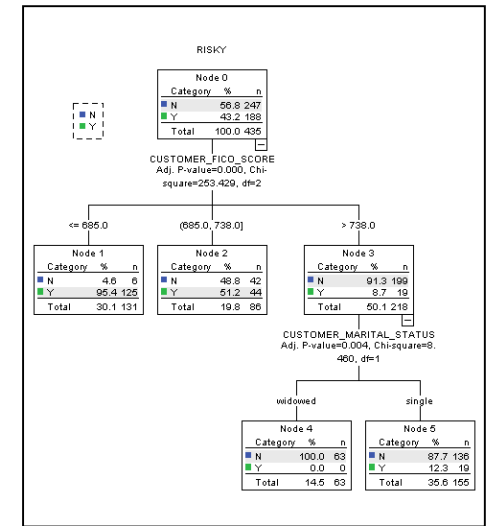 RISKY
Node 0
Category % n
N 56.8 247
Y 43.2 188
Total 100.0 435
N
Y
CUSTOMER_FICO_SCORE
Adj. P-value=0.000, Chi-
square=253.429, df=2
<= 685.0
(685.0, 738.0]
> 738.0
Node 1
Category % n
N 4.6 6
Y 95.4 125
Total 30.1 131
Node 2
Category % n
N 48.8 42
Y 51.2 44
Total 19.8 86
Node 3
Category % n
N 91.3 199
Y 8.7 19
Total 50.1 218
CUSTOMER_MARITAL_STATUS
Adj. P-value=0.004, Chi-square=8.
460, df=1
widowed
single
Node 4
Category % n
N 100.0 63
Y 0.0 0
Total 14.5 63
Node 5
Category % n
N 87.7 136
Y 12.3 19
Total 35.6 155